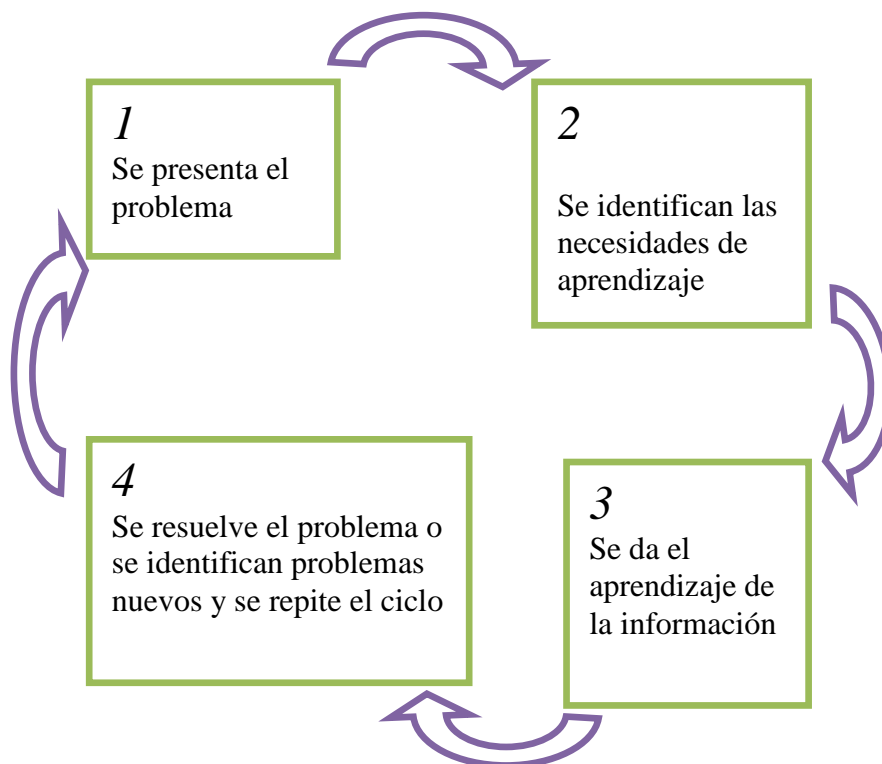 1
Se presenta el
problema
2
Se identifican las
necesidades de
aprendizaje
3
Se da el
aprendizaje de
la información
4
Se resuelve el problema o
se identifican problemas
nuevos y se repite el ciclo